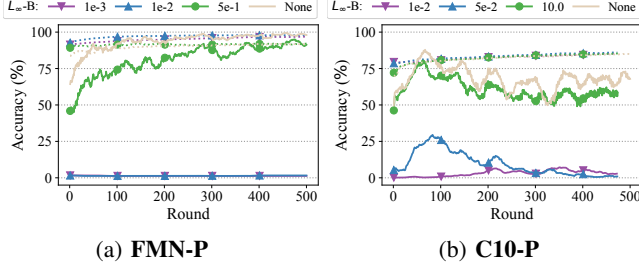 L∞-B: 1e-3 1e-2 5e-1 None
Accuracy (%)
100
75
50
25
0
0 100 200 300 400 500
Round
(a) FMN-P
L∞-B: 1e-2 5e-2 10.0 None
Accuracy (%)
100
75
50
25
0
0 100 200 300 400 500
Round
(b) C10-P